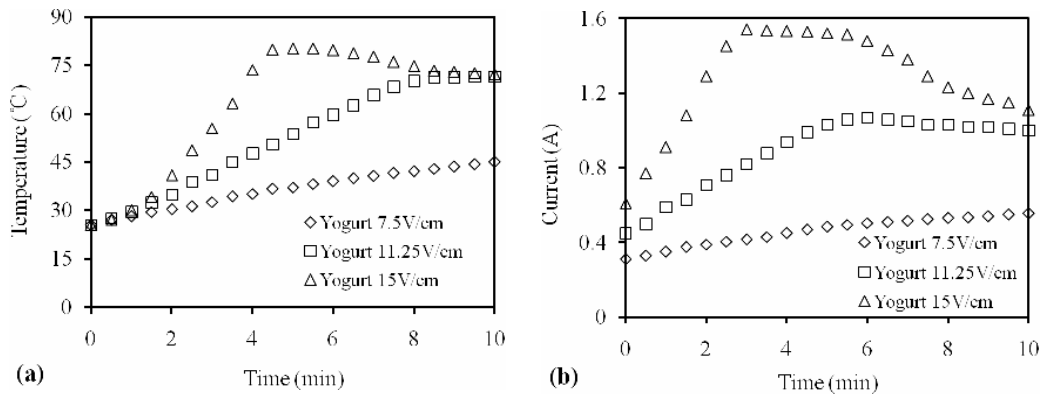 90
75
60
45
30
15
0
Temperature (℃)
Yogurt 7.5V/cm
Yogurt 11.25V/cm
Yogurt 15V/cm
0 2 4 6 8 10
Time (min)
(a)
1.6
1.2
0.8
0.4
0
Current (A)
Yogurt 7.5V/cm
Yogurt 11.25V/cm
Yogurt 15V/cm
0 2 4 6 8 10
Time (min)
(b)